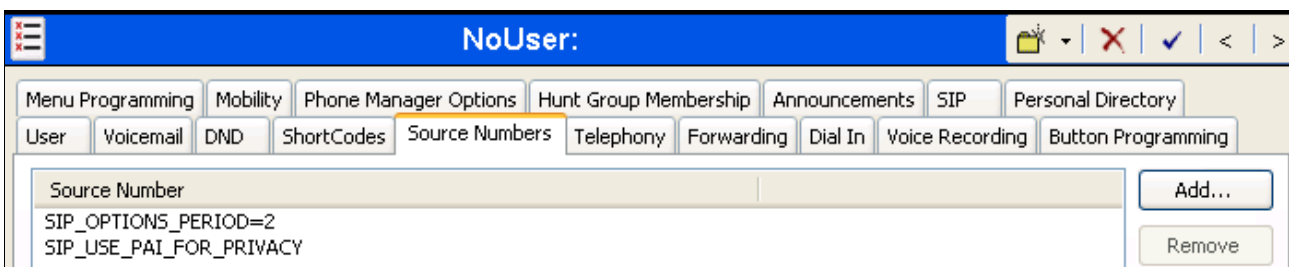 NoUser:
Menu Programming Mobility Phone Manager Options Hunt Group Membership Announcements SIP Personal Directory
User Voicemail DND ShortCodes Source Numbers Telephony Forwarding Dial In Voice Recording Button Programming
Source Number
Add...
SIP_OPTIONS_PERIOD=2
SIP_USE_PAI_FOR_PRIVACY
Remove